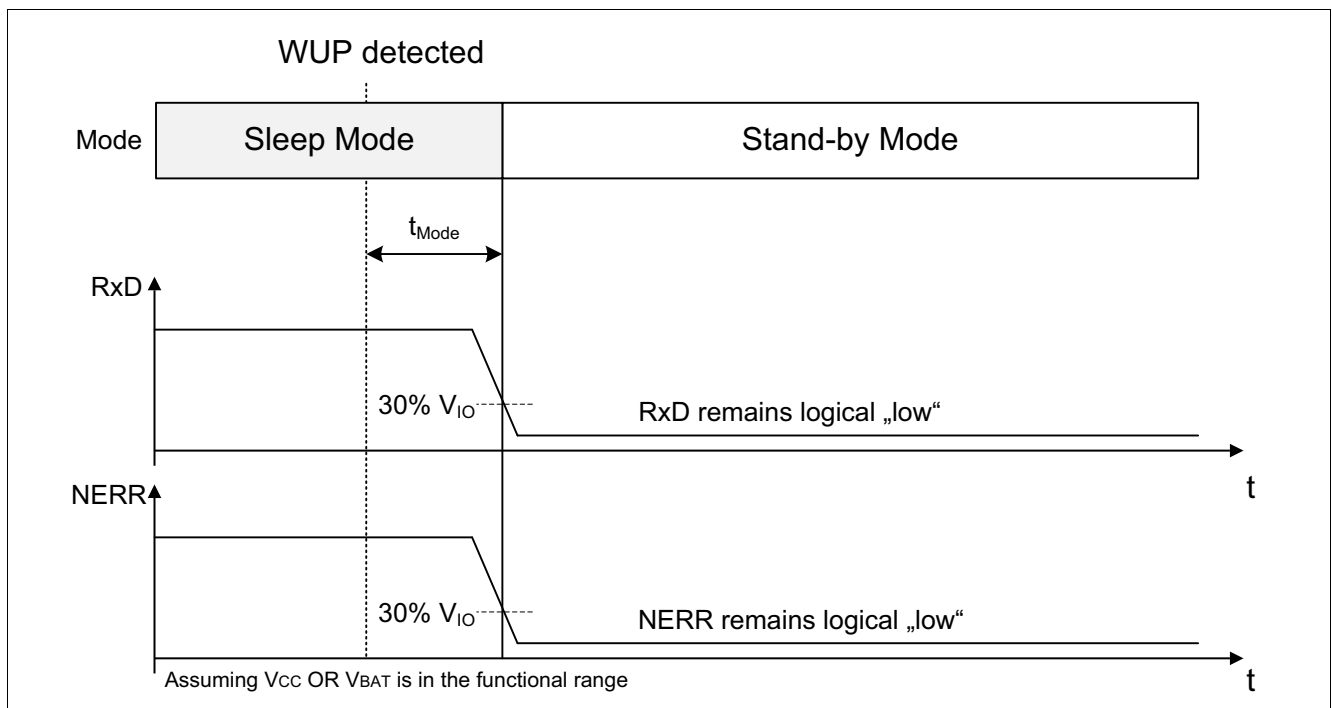 WUP detected
Mode Sleep Mode Stand-by Mode
tMode
RxD
30% VIO RxD remains logical „low“
t
NERR
30% VIO NERR remains logical „low“
Assuming VCC OR VBAT is in the functional range
t